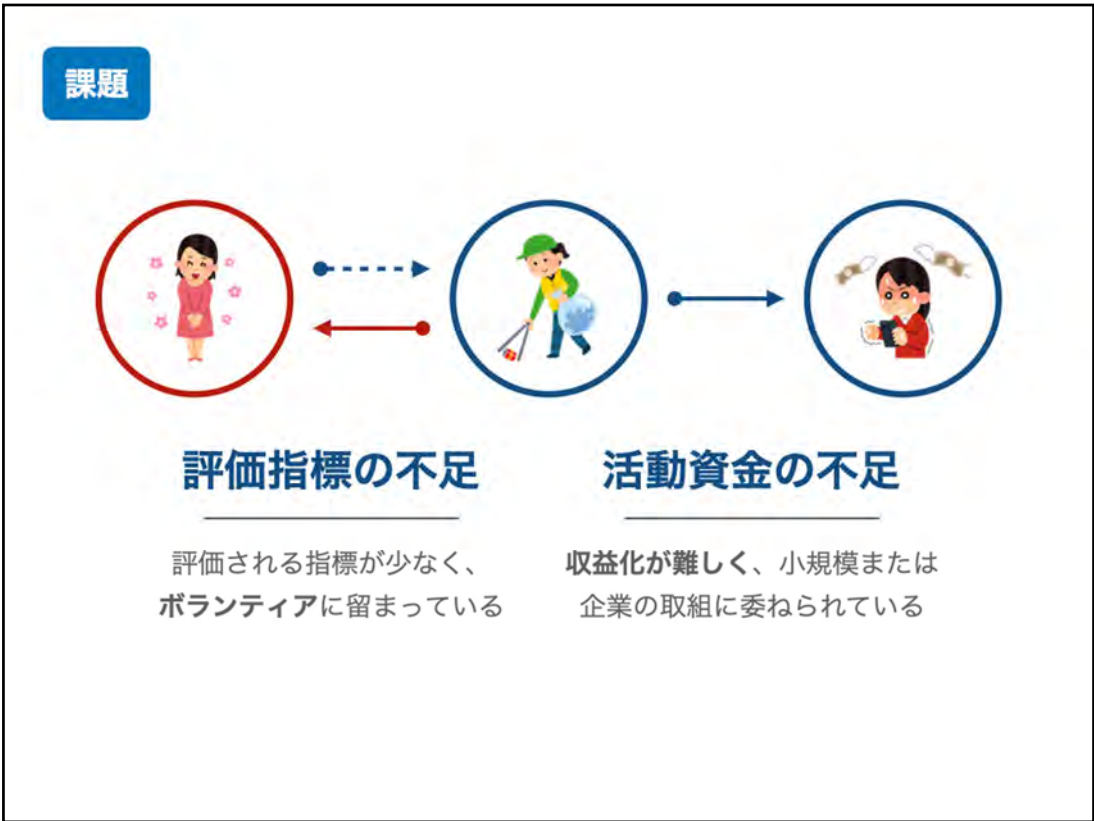 課題
評価指標の不足
評価される指標が少なく、
ボランティアに留まっている
活動資金の不足
収益化が難しく、小規模または
企業の取組に委ねられている